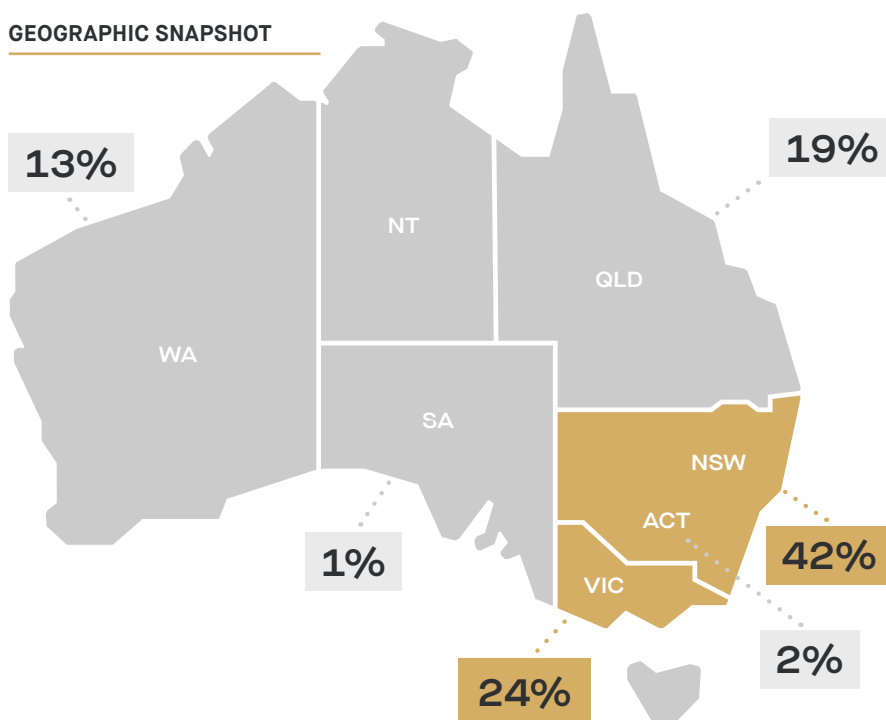 GEOGRAPHIC SNAPSHOT
13%
19%
NT
QLD
WA
SA
NSW
ACT
42%
1%
VIC
2%
24%